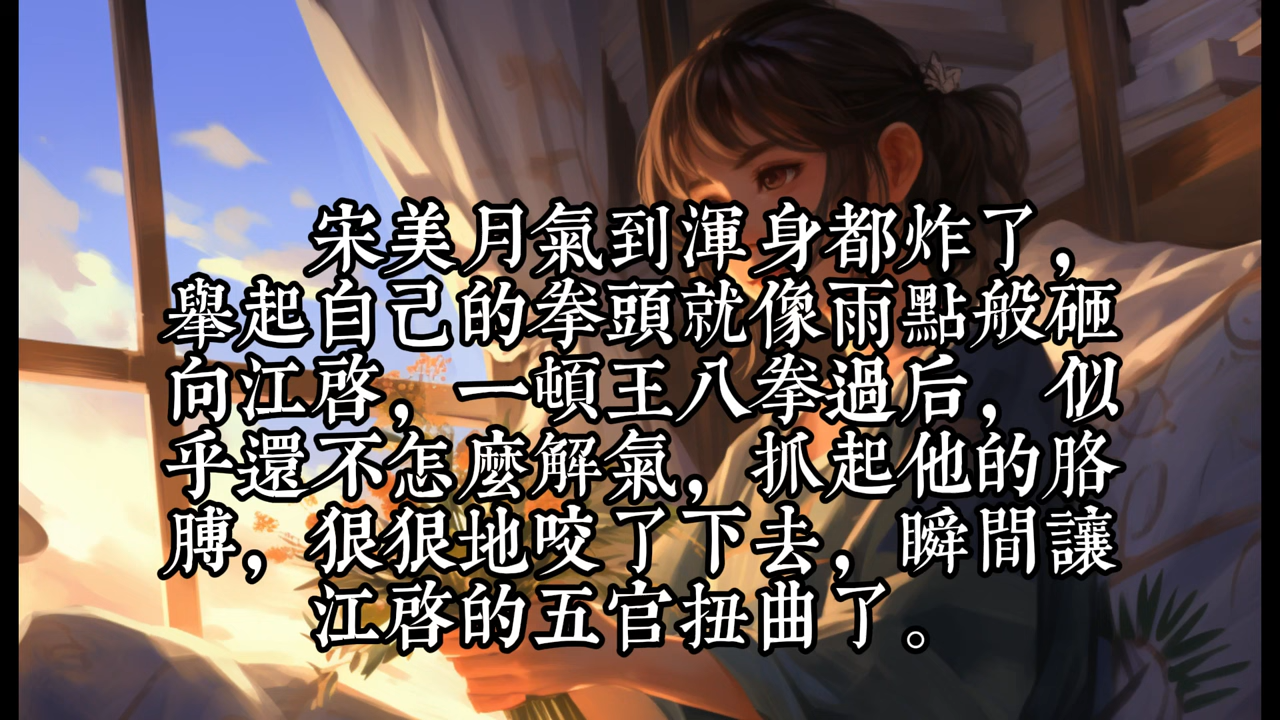 宋美月氣到渾身都炸了，
舉起自己的拳頭就像雨點般砸
向江啓，一頓王八拳過后，似
乎還不怎麼解氣，抓起他的胳
膊，狠狠地咬了下去，瞬間讓
江啓的五官扭曲了。